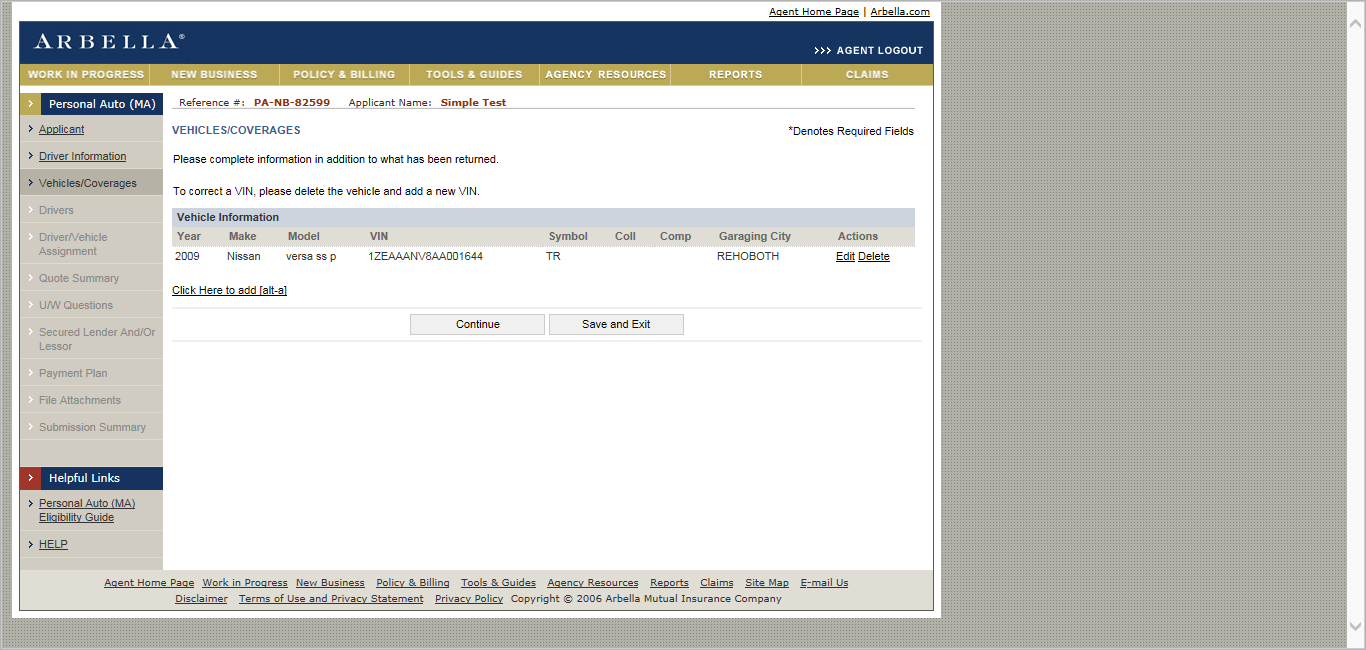 Agent Home Page | Arbella.com
ARBELLA®
>>> AGENT LOGOUT
WORK IN PROGRESS NEW BUSINESS POLICY & BILLING TOOLS & GUIDES AGENCY RESOURCES REPORTS CLAIMS
Personal Auto (MA)
Applicant
Driver Information
Vehicles/Coverages
Drivers
Driver/Vehicle
Assignment
Quote Summary
U/W Questions
Secured Lender And/Or
Lessor
Payment Plan
File Attachments
Submission Summary
Helpful Links
Personal Auto (MA)
Eligibility Guide
HELP
Reference #: PA-NB-82599 Applicant Name: Simple Test
VEHICLES/COVERAGES
*Denotes Required Fields
Please complete information in addition to what has been returned.
To correct a VIN, please delete the vehicle and add a new VIN.
Vehicle Information
Year Make Model VIN Symbol Coll Comp Garaging City Actions
2009 Nissan versa ss p 1ZEAAANV8AA001644 TR REHOBOTH Edit Delete
Click Here to add [alt-a]
Continue Save and Exit
Agent Home Page Work in Progress New Business Policy & Billing Tools & Guides Agency Resources Reports Claims Site Map E-mail Us
Disclaimer Terms of Use and Privacy Statement Privacy Policy Copyright © 2006 Arbella Mutual Insurance Company